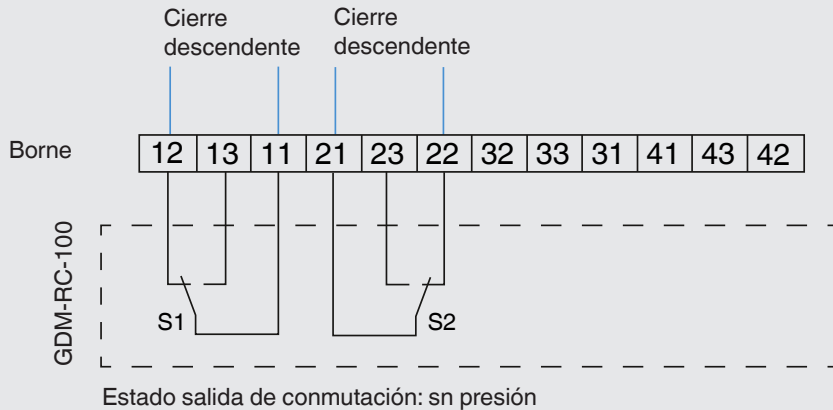 Cierre
descendente
Cierre
descendente
Borne
12 13 11 21 23 22 32 33 31 41 43 42
GDM-RC-100
S1
S2
Estado salida de conmutación: sn presión